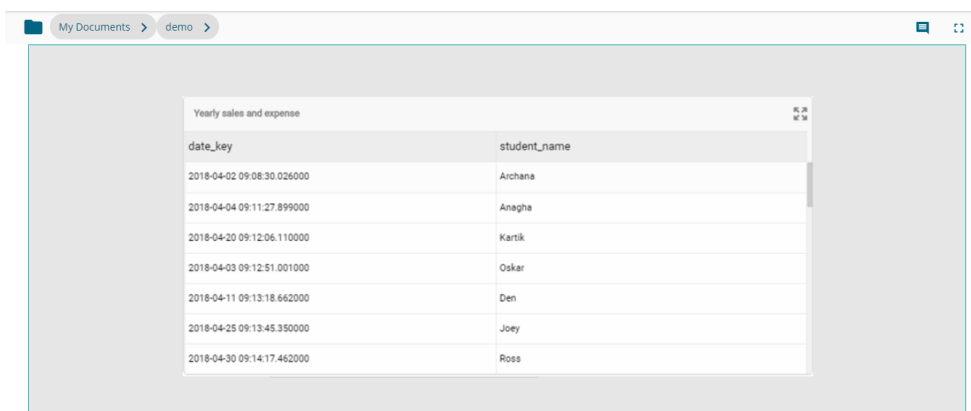 My Documents > demo >
Yearly sales and expense
date_key student_name
2018-04-02 09:08:30.026000 Archana
2018-04-04 09:11:27.899000 Anagha
2018-04-20 09:12:06.110000 Kartik
2018-04-03 09:12:51.001000 Oskar
2018-04-11 09:13:18.662000 Den
2018-04-25 09:13:45.350000 Joey
2018-04-30 09:14:17.462000 Ross